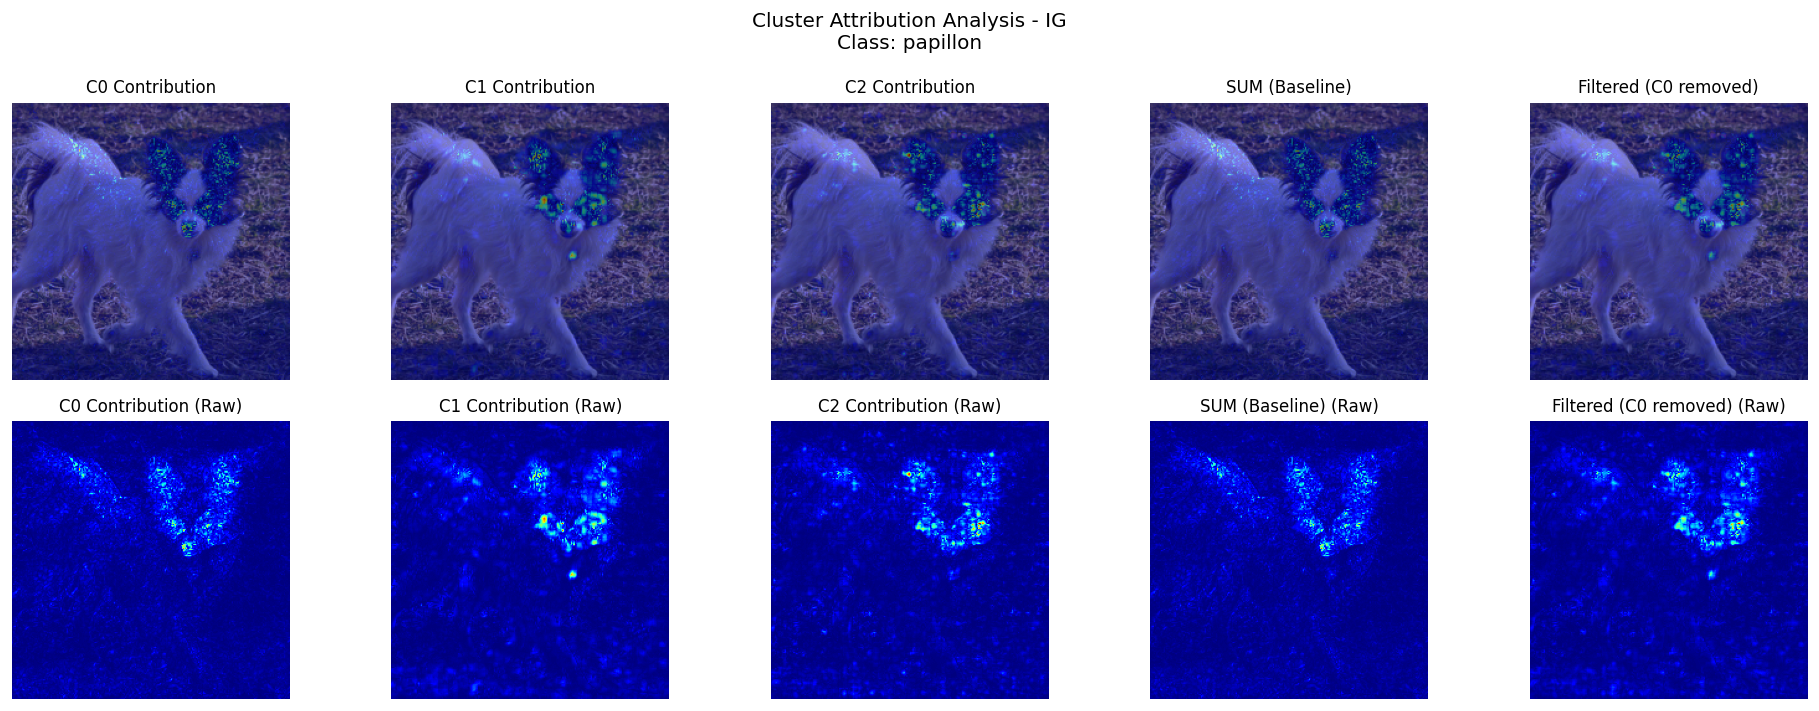 Cluster Attribution Analysis - IG
Class: papillon
C0 Contribution
C1 Contribution
C2 Contribution
SUM (Baseline)
Filtered (C0 removed)
C0 Contribution (Raw)
C1 Contribution (Raw)
C2 Contribution (Raw)
SUM (Baseline) (Raw)
Filtered (C0 removed) (Raw)